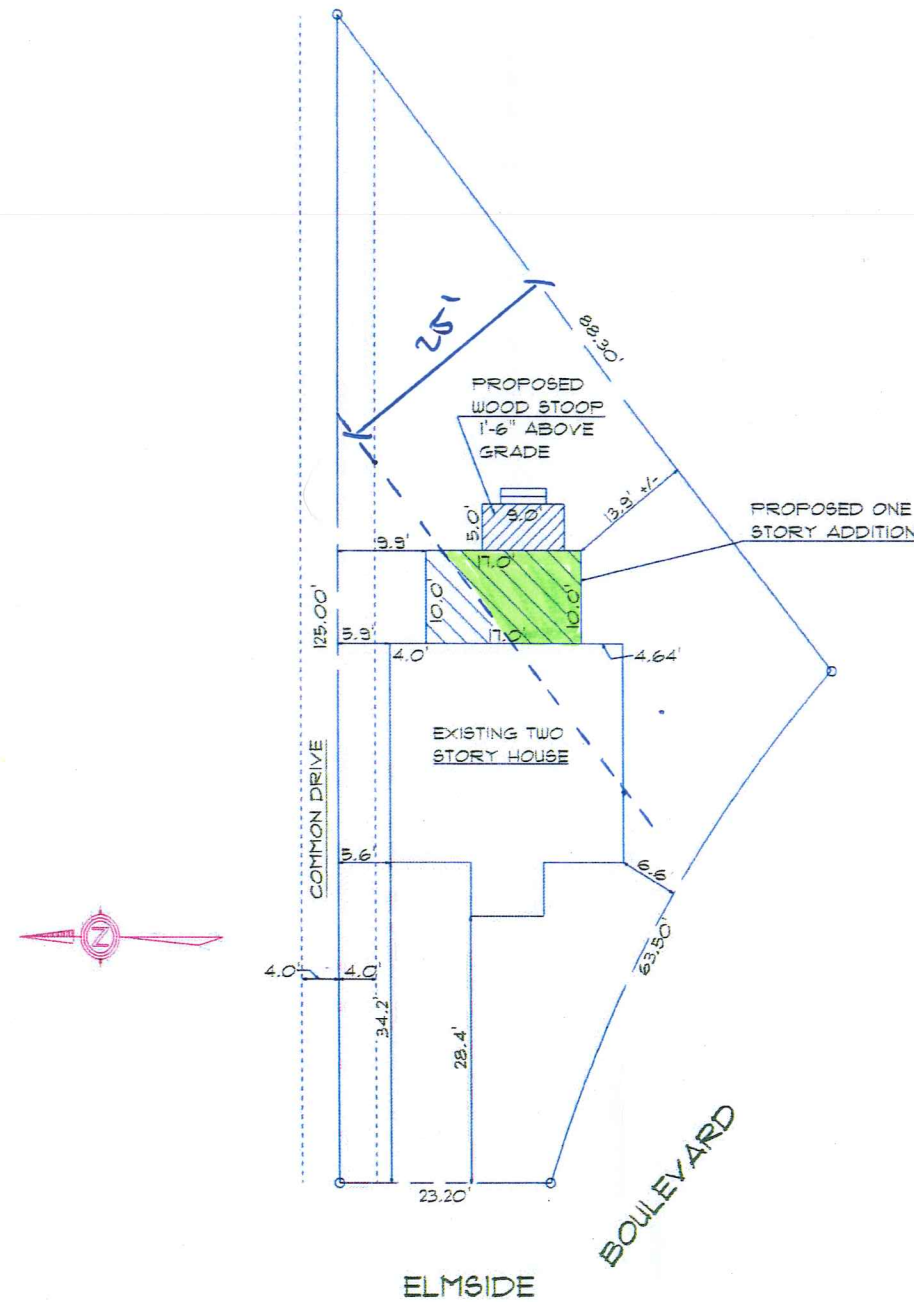 88.30'
25'
PROPOSED
WOOD STOOP
1'-6" ABOVE
GRADE
13.9' +/-
PROPOSED ONE
STORY ADDITION
5.0'
9.0'
9.9'
17.0'
10.0'
10.0'
125.00'
5.9'
17.0'
4.0'
4.64'
EXISTING TWO
STORY HOUSE
COMMON DRIVE
5.6'
6.6'
N
63.50'
4.0'
4.0'
34.2'
28.4'
23.20'
BOULEVARD
ELMSIDE